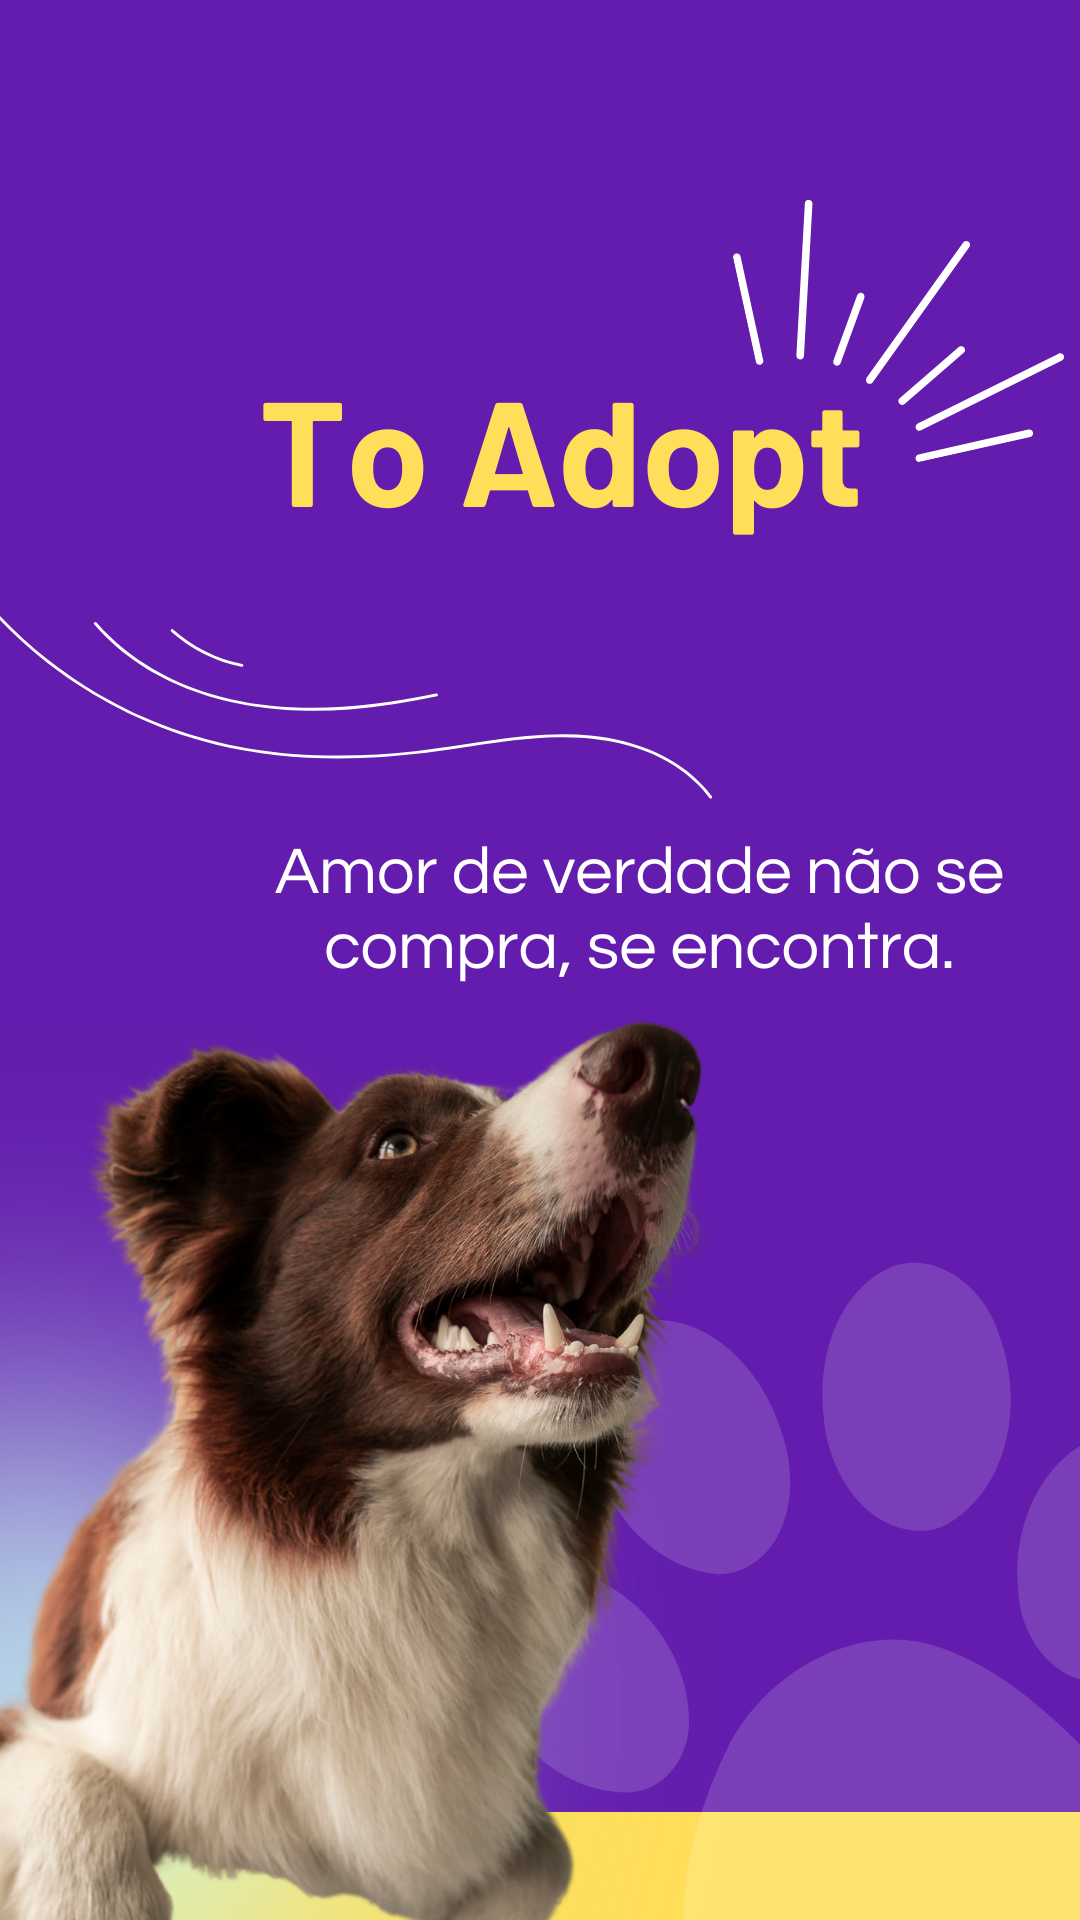 To Adopt
Amor de verdade não se
compra, se encontra.